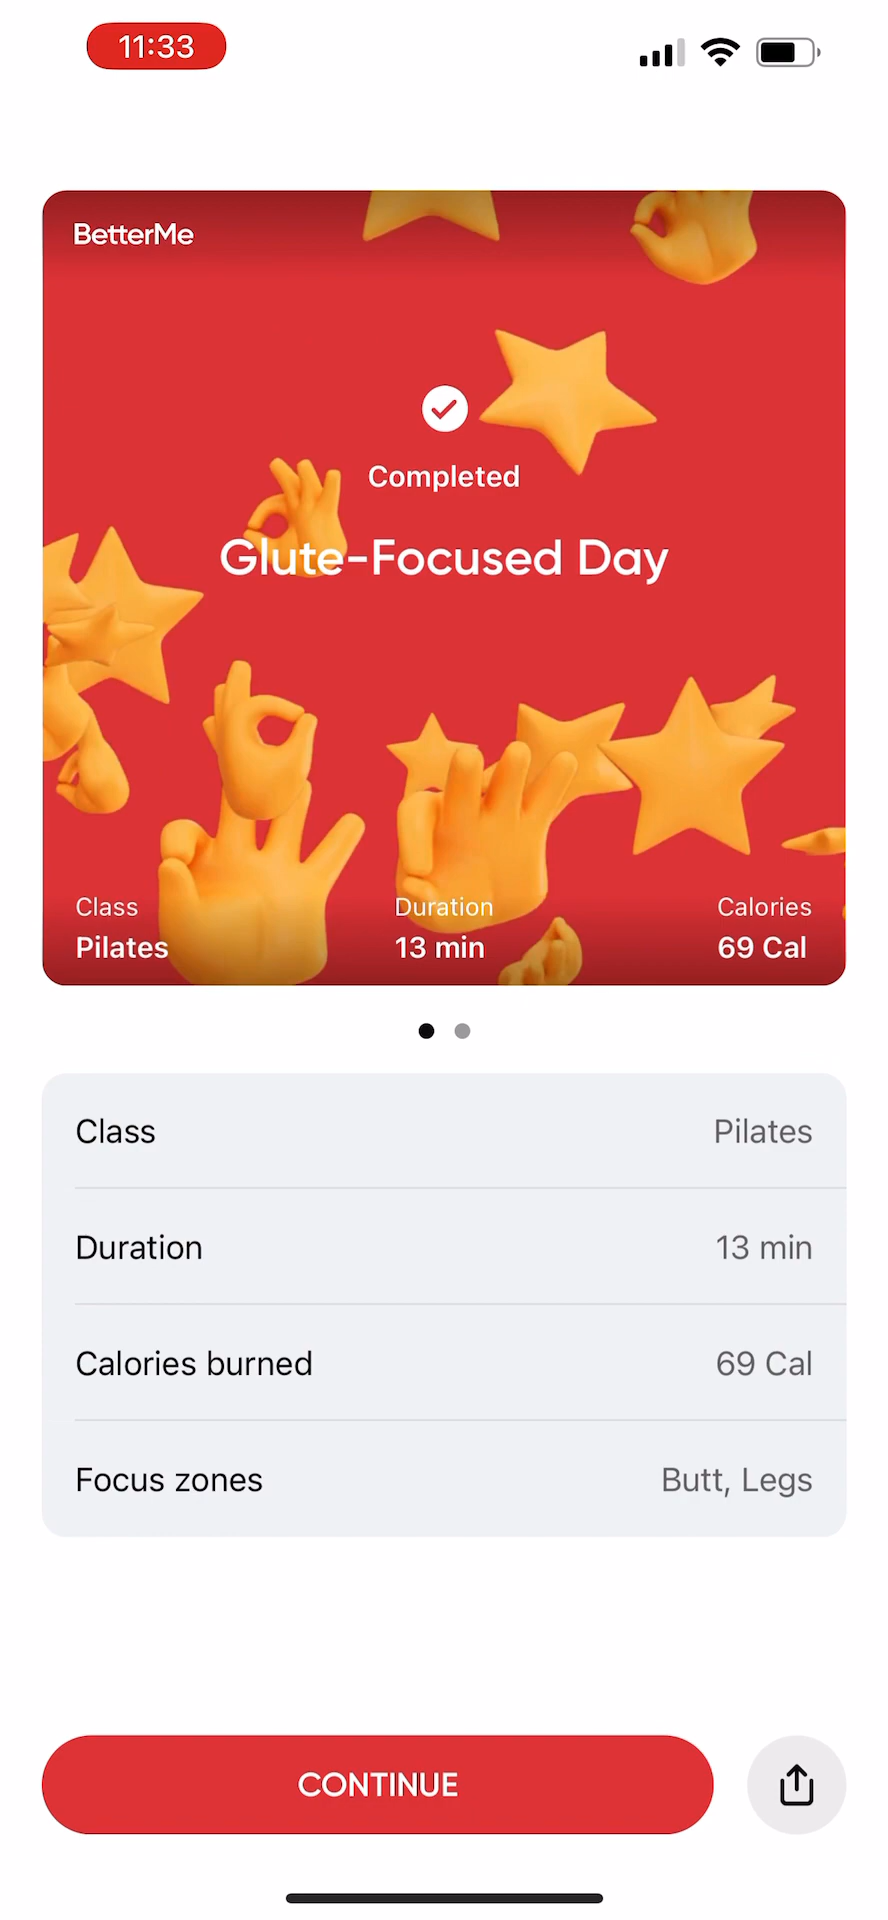 11:33
BetterMe
Completed
Glute-Focused Day
Class Duration Calories
Pilates 13 min 69 Cal
Class Pilates
Duration 13 min
Calories burned 69 Cal
Focus zones Butt, Legs
CONTINUE